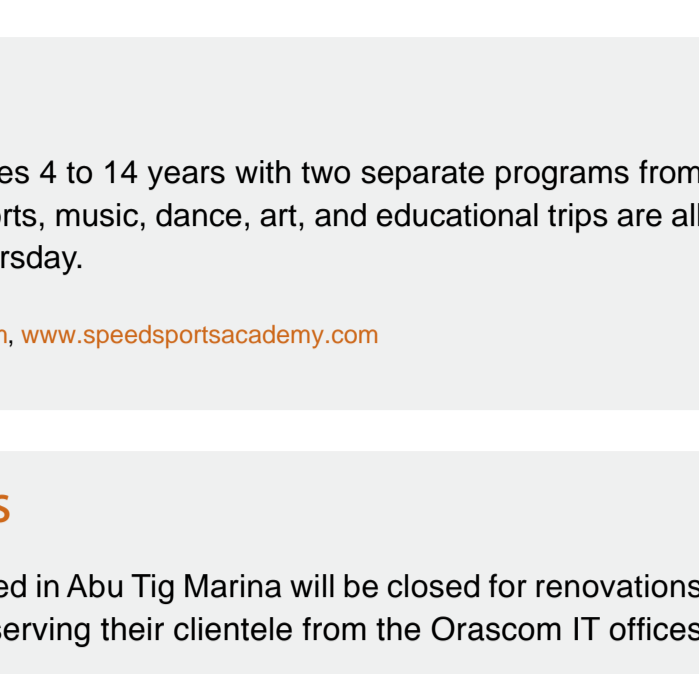 es 4 to 14 years with two separate programs from
rts, music, dance, art, and educational trips are all
rsday.
, www.speedsportsacademy.com
s
ed in Abu Tig Marina will be closed for renovations
serving their clientele from the Orascom IT offices